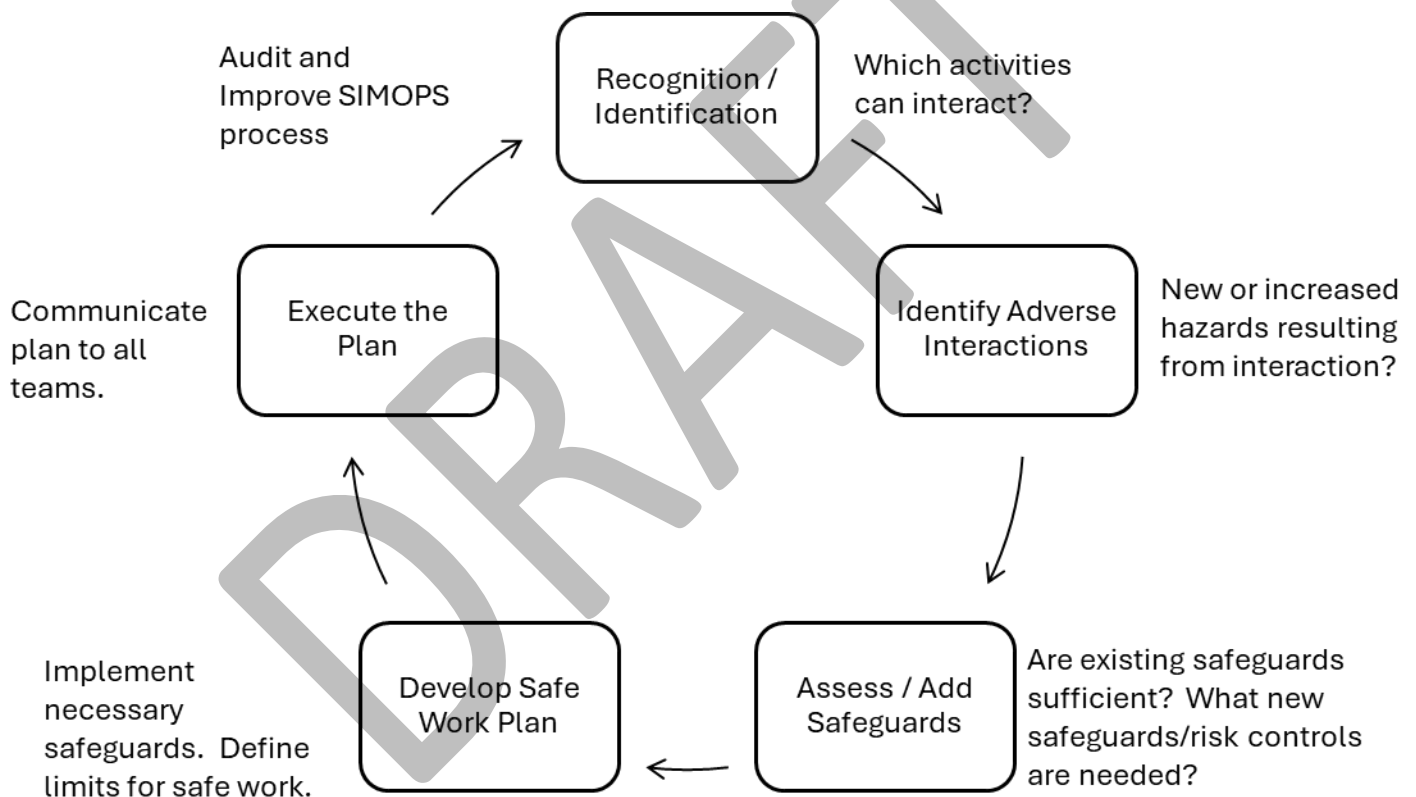 Audit and
Improve SIMOPS
process
Recognition /
Identification
Which activities
can interact?
Communicate
plan to all
teams.
Execute the
Plan
Identify Adverse
Interactions
New or increased
hazards resulting
from interaction?
Implement
necessary
safeguards.  Define
limits for safe work.
Develop Safe
Work Plan
Assess / Add
Safeguards
Are existing safeguards
sufficient?  What new
safeguards/risk controls
are needed?
DRAFT